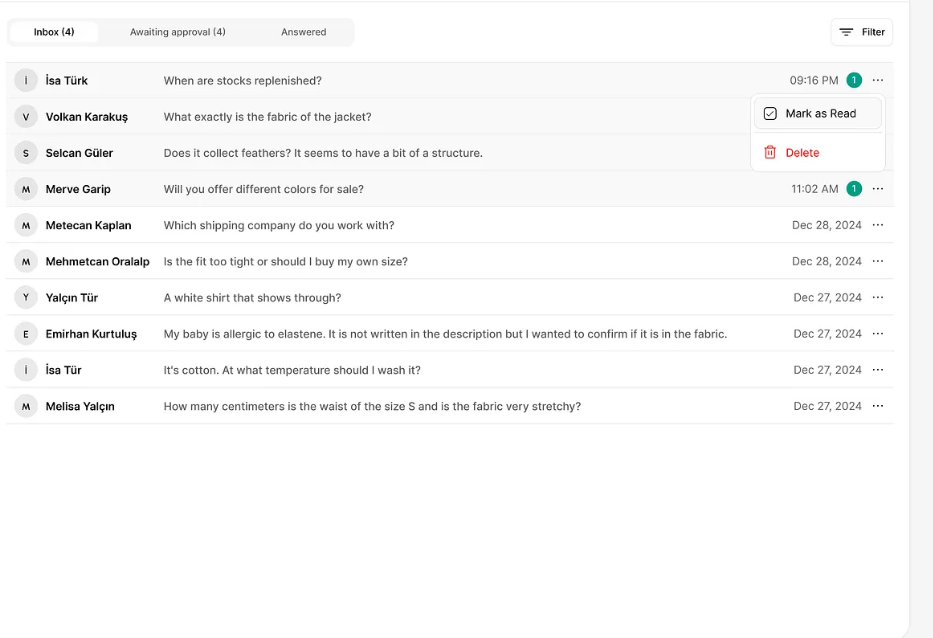 Inbox (4) Awaiting approval (4) Answered Filter
İ İsa Türk When are stocks replenished? 09:16 PM 1 ...
V Volkan Karakuş What exactly is the fabric of the jacket?
Mark as Read
S Selcan Güler Does it collect feathers? It seems to have a bit of a structure.
Delete
M Merve Garip Will you offer different colors for sale? 11:02 AM 1 ...
M Metecan Kaplan Which shipping company do you work with? Dec 28, 2024 ...
M Mehmetcan Oralalp Is the fit too tight or should I buy my own size? Dec 28, 2024 ...
Y Yalçın Tür A white shirt that shows through? Dec 27, 2024 ...
E Emirhan Kurtuluş My baby is allergic to elastene. It is not written in the description but I wanted to confirm if it is in the fabric. Dec 27, 2024 ...
İ İsa Tür It's cotton. At what temperature should I wash it? Dec 27, 2024 ...
M Melisa Yalçın How many centimeters is the waist of the size S and is the fabric very stretchy? Dec 27, 2024 ...